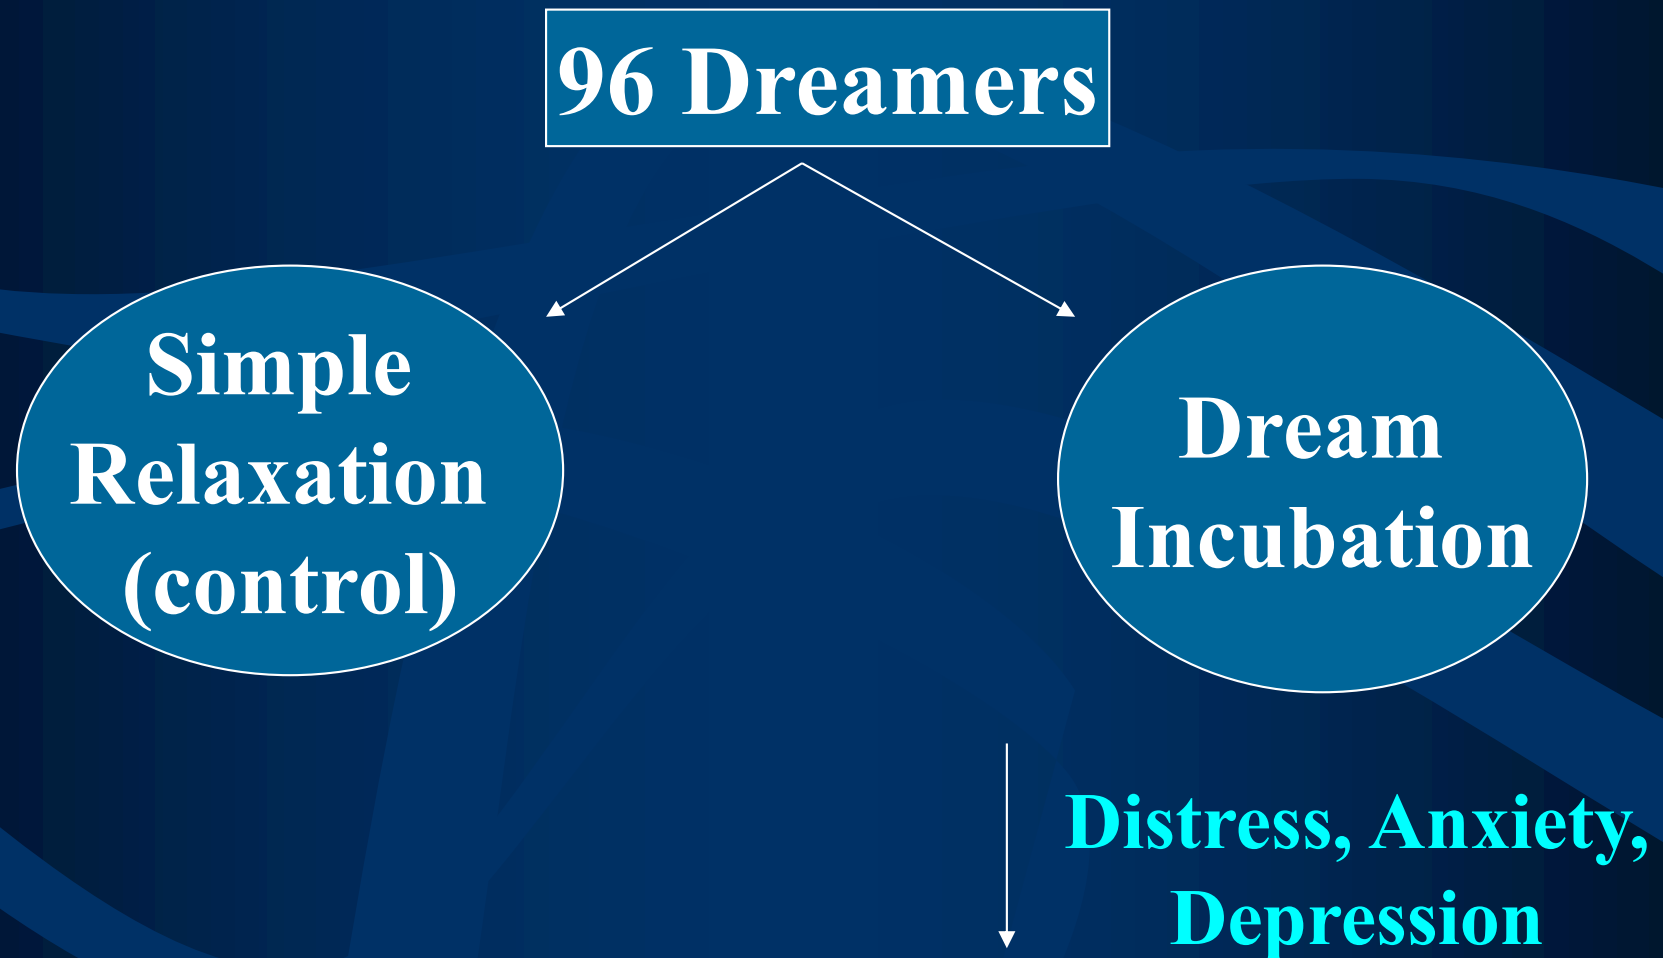 96 Dreamers
Simple
Relaxation
(control)
Dream
Incubation
Distress, Anxiety,
Depression